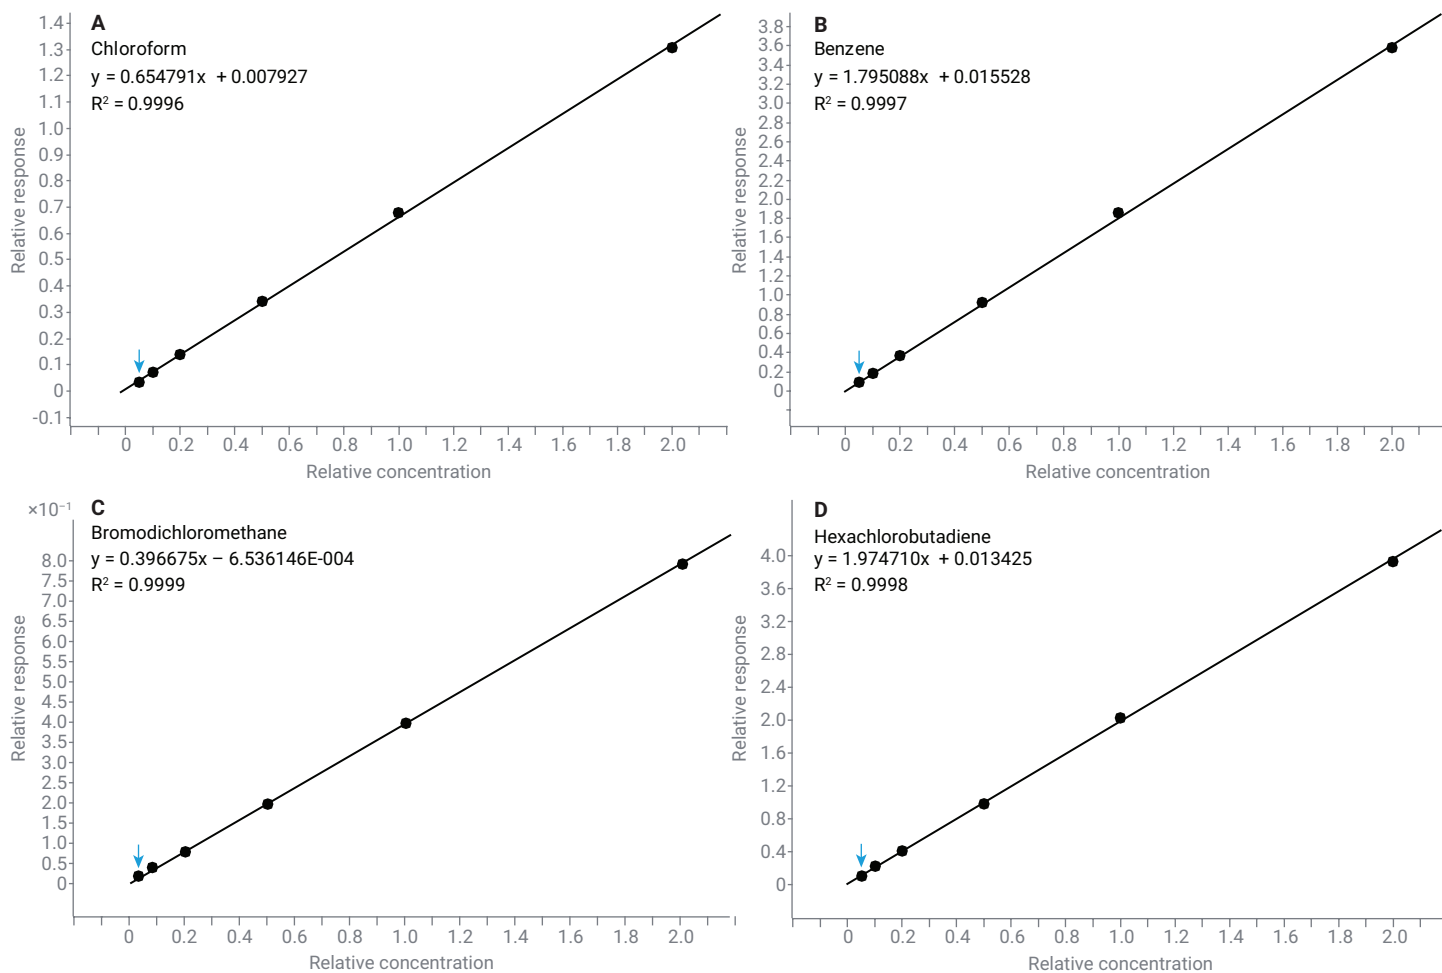 A
Chloroform
y = 0.654791x + 0.007927
R² = 0.9996
Relative response
1.4
1.3
1.2
1.1
1.0
0.9
0.8
0.7
0.6
0.5
0.4
0.3
0.2
0.1
0
-0.1
0 0.2 0.4 0.6 0.8 1.0 1.2 1.4 1.6 1.8 2.0
Relative concentration
B
Benzene
y = 1.795088x + 0.015528
R² = 0.9997
Relative response
3.8
3.6
3.4
3.2
3.0
2.8
2.6
2.4
2.2
2.0
1.8
1.6
1.4
1.2
1.0
0.8
0.6
0.4
0.2
0
0 0.2 0.4 0.6 0.8 1.0 1.2 1.4 1.6 1.8 2.0
Relative concentration
C
×10⁻¹
Bromodichloromethane
y = 0.396675x – 6.536146E-004
R² = 0.9999
Relative response
8.0
7.5
7.0
6.5
6.0
5.5
5.0
4.5
4.0
3.5
3.0
2.5
2.0
1.5
1.0
0.5
0
0 0.2 0.4 0.6 0.8 1.0 1.2 1.4 1.6 1.8 2.0
Relative concentration
D
Hexachlorobutadiene
y = 1.974710x + 0.013425
R² = 0.9998
Relative response
4.0
3.6
3.2
2.8
2.4
2.0
1.6
1.2
0.8
0.4
0
0 0.2 0.4 0.6 0.8 1.0 1.2 1.4 1.6 1.8 2.0
Relative concentration